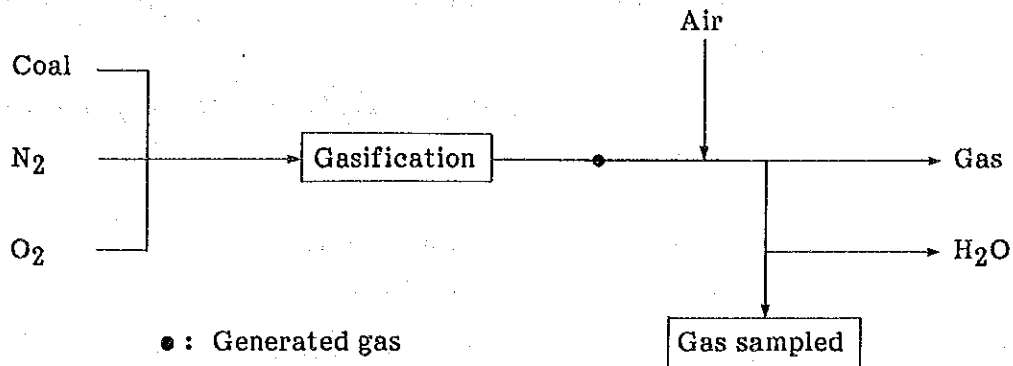 Air
Coal
N2
Gasification
Gas
O2
H2O
●: Generated gas
Gas sampled